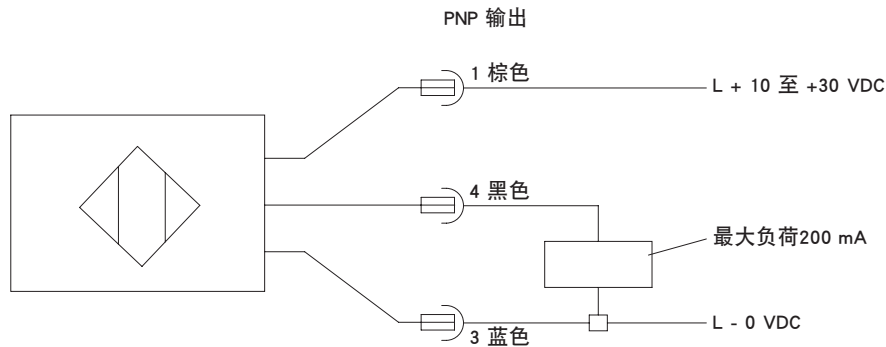 PNP 输出
1 棕色
L + 10 至 +30 VDC
4 黑色
最大负荷200 mA
3 蓝色
L - 0 VDC